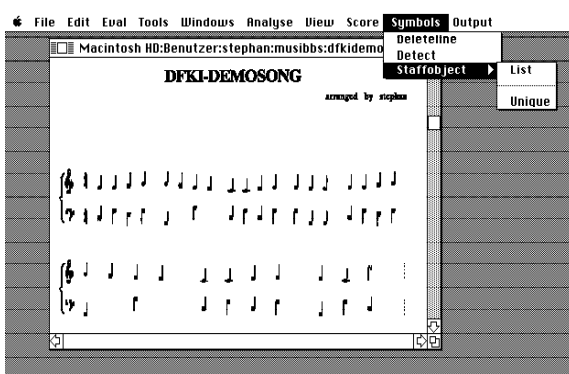 File Edit Eval Tools Windows Analyse View Score Symbols Output
Macintosh HD:Benutzer:stephan:musibbs:dfkidemo
Deleteline
Detect
Staffobject
List
Unique
DFKI-DEMOSONG
arranged by stephan